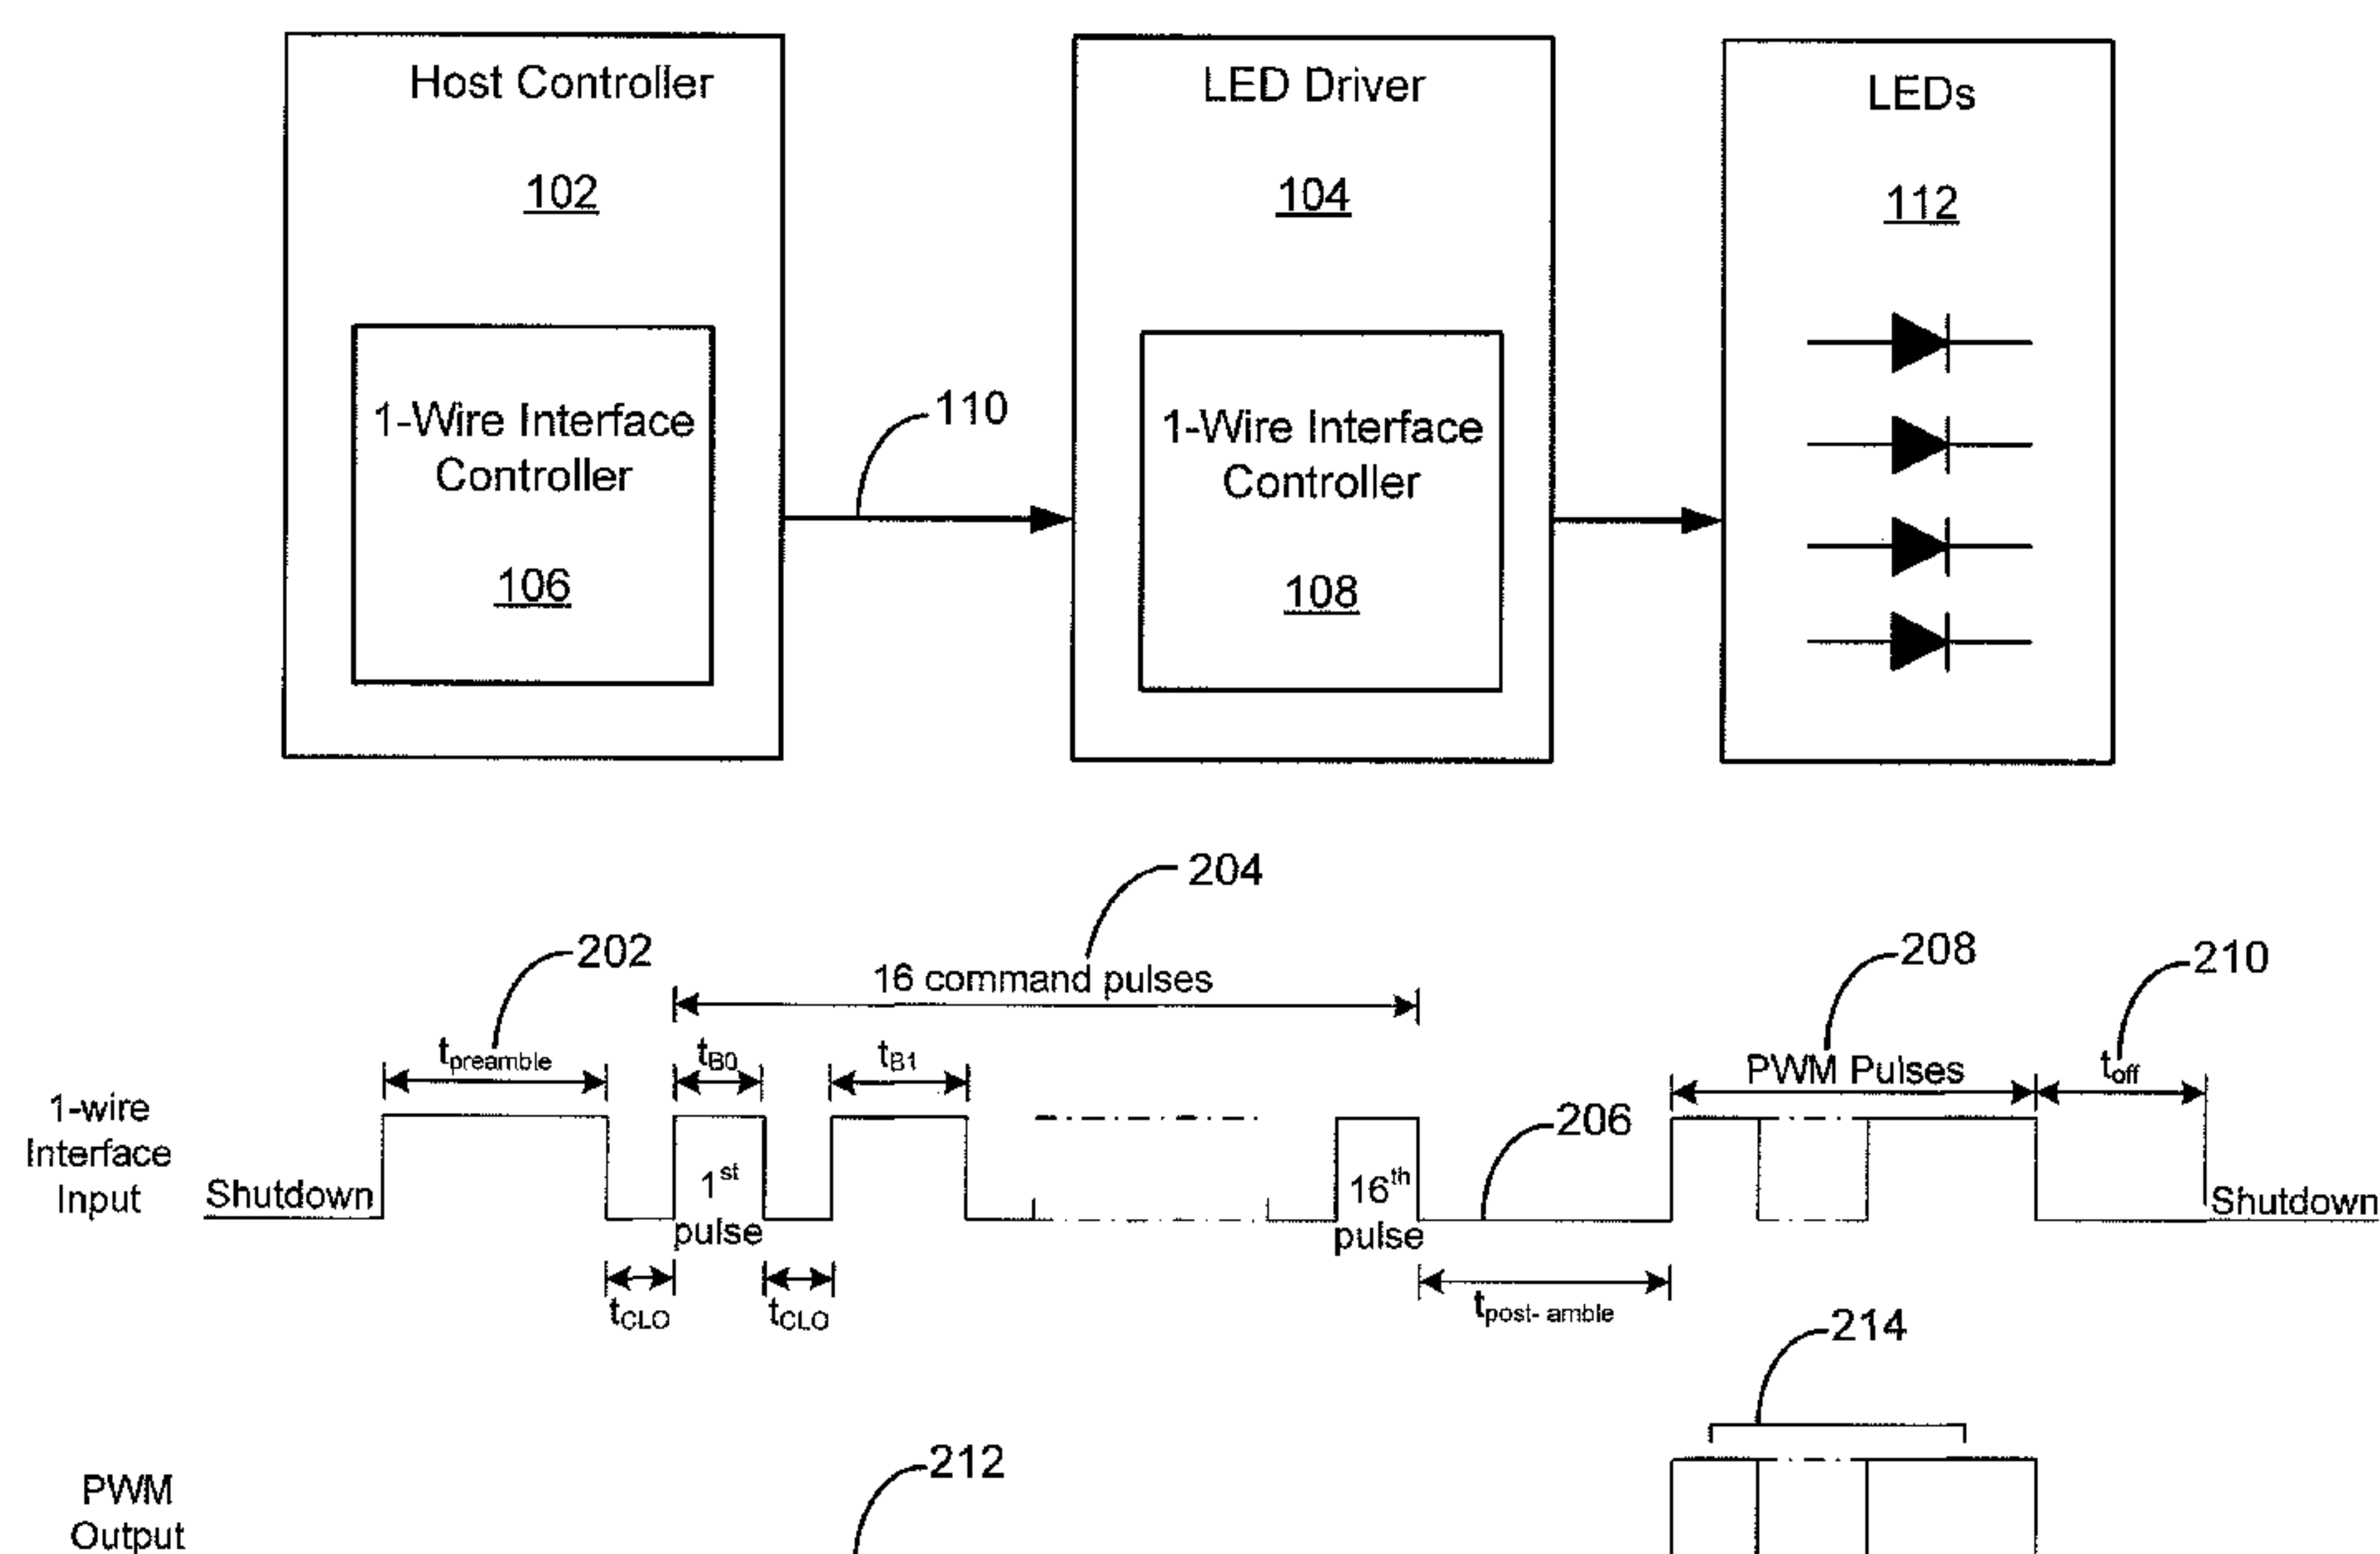 Host Controller
102
1-Wire Interface
Controller
106
110
LED Driver
104
1-Wire Interface
Controller
108
LEDs
112
204
202
208
210
16 command pulses
tpreamble
tB0
tB1
PWM Pulses
toff
1-wire
Interface
Input
Shutdown
1st
pulse
16th
pulse
206
Shutdown
tCLO
tCLO
tpost- amble
214
212
PWM
Output